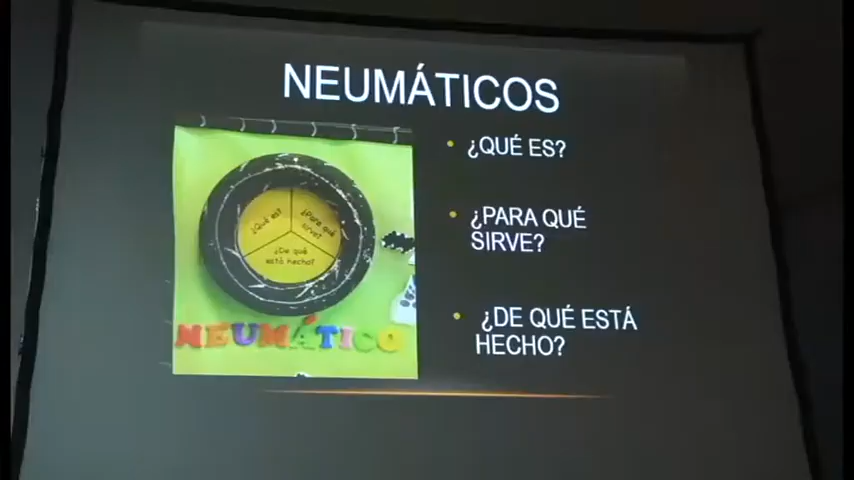 NEUMÁTICOS
¿QUÉ ES?
¿PARA QUÉ
SIRVE?
¿DE QUÉ ESTÁ
HECHO?
¿Qué es?
¿Para qué
sirve?
¿De qué
está hecho?
NEUMÁTICO